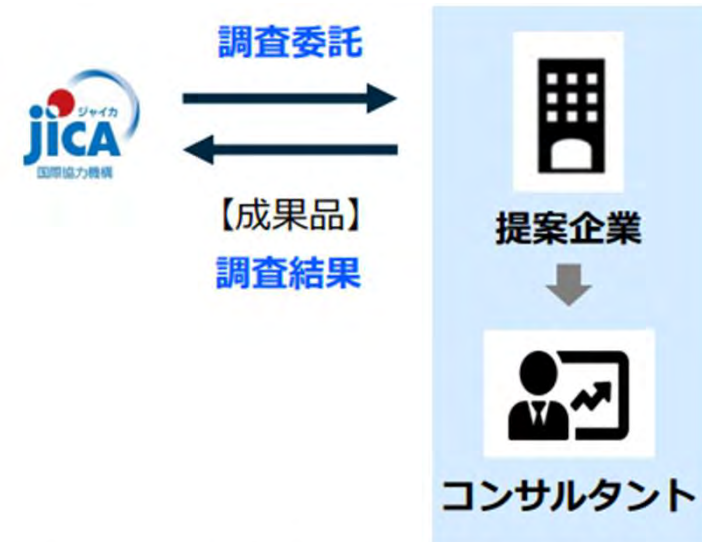 調査委託
ジャイカ
JICA
国際協力機構
【成果品】
調査結果
提案企業
コンサルタント